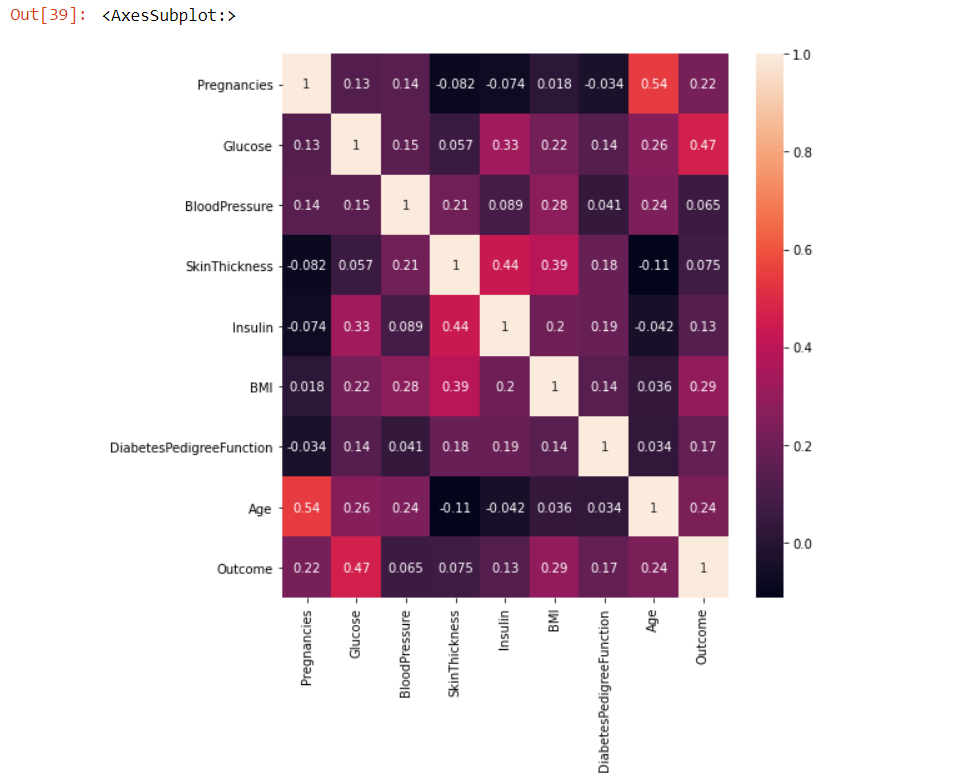 Out[39]: <AxesSubplot:>
1.0
Pregnancies 1 0.13 0.14 -0.082 -0.074 0.018 -0.034 0.54 0.22
Glucose 0.13 1 0.15 0.057 0.33 0.22 0.14 0.26 0.47
0.8
BloodPressure 0.14 0.15 1 0.21 0.089 0.28 0.041 0.24 0.065
0.6
SkinThickness -0.082 0.057 0.21 1 0.44 0.39 0.18 -0.11 0.075
Insulin -0.074 0.33 0.089 0.44 1 0.2 0.19 -0.042 0.13
0.4
BMI 0.018 0.22 0.28 0.39 0.2 1 0.14 0.036 0.29
DiabetesPedigreeFunction -0.034 0.14 0.041 0.18 0.19 0.14 1 0.034 0.17
0.2
Age 0.54 0.26 0.24 -0.11 -0.042 0.036 0.034 1 0.24
0.0
Outcome 0.22 0.47 0.065 0.075 0.13 0.29 0.17 0.24 1
Pregnancies
Glucose
BloodPressure
SkinThickness
Insulin
BMI
DiabetesPedigreeFunction
Age
Outcome